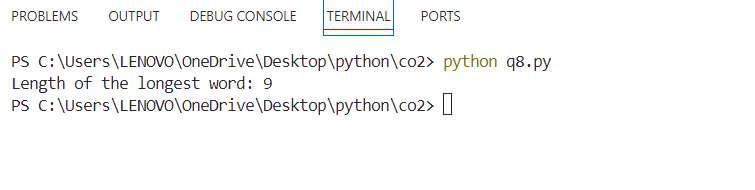 PROBLEMS OUTPUT DEBUG CONSOLE TERMINAL PORTS
PS C:\Users\LENOVO\OneDrive\Desktop\python\co2> python q8.py
Length of the longest word: 9
PS C:\Users\LENOVO\OneDrive\Desktop\python\co2>